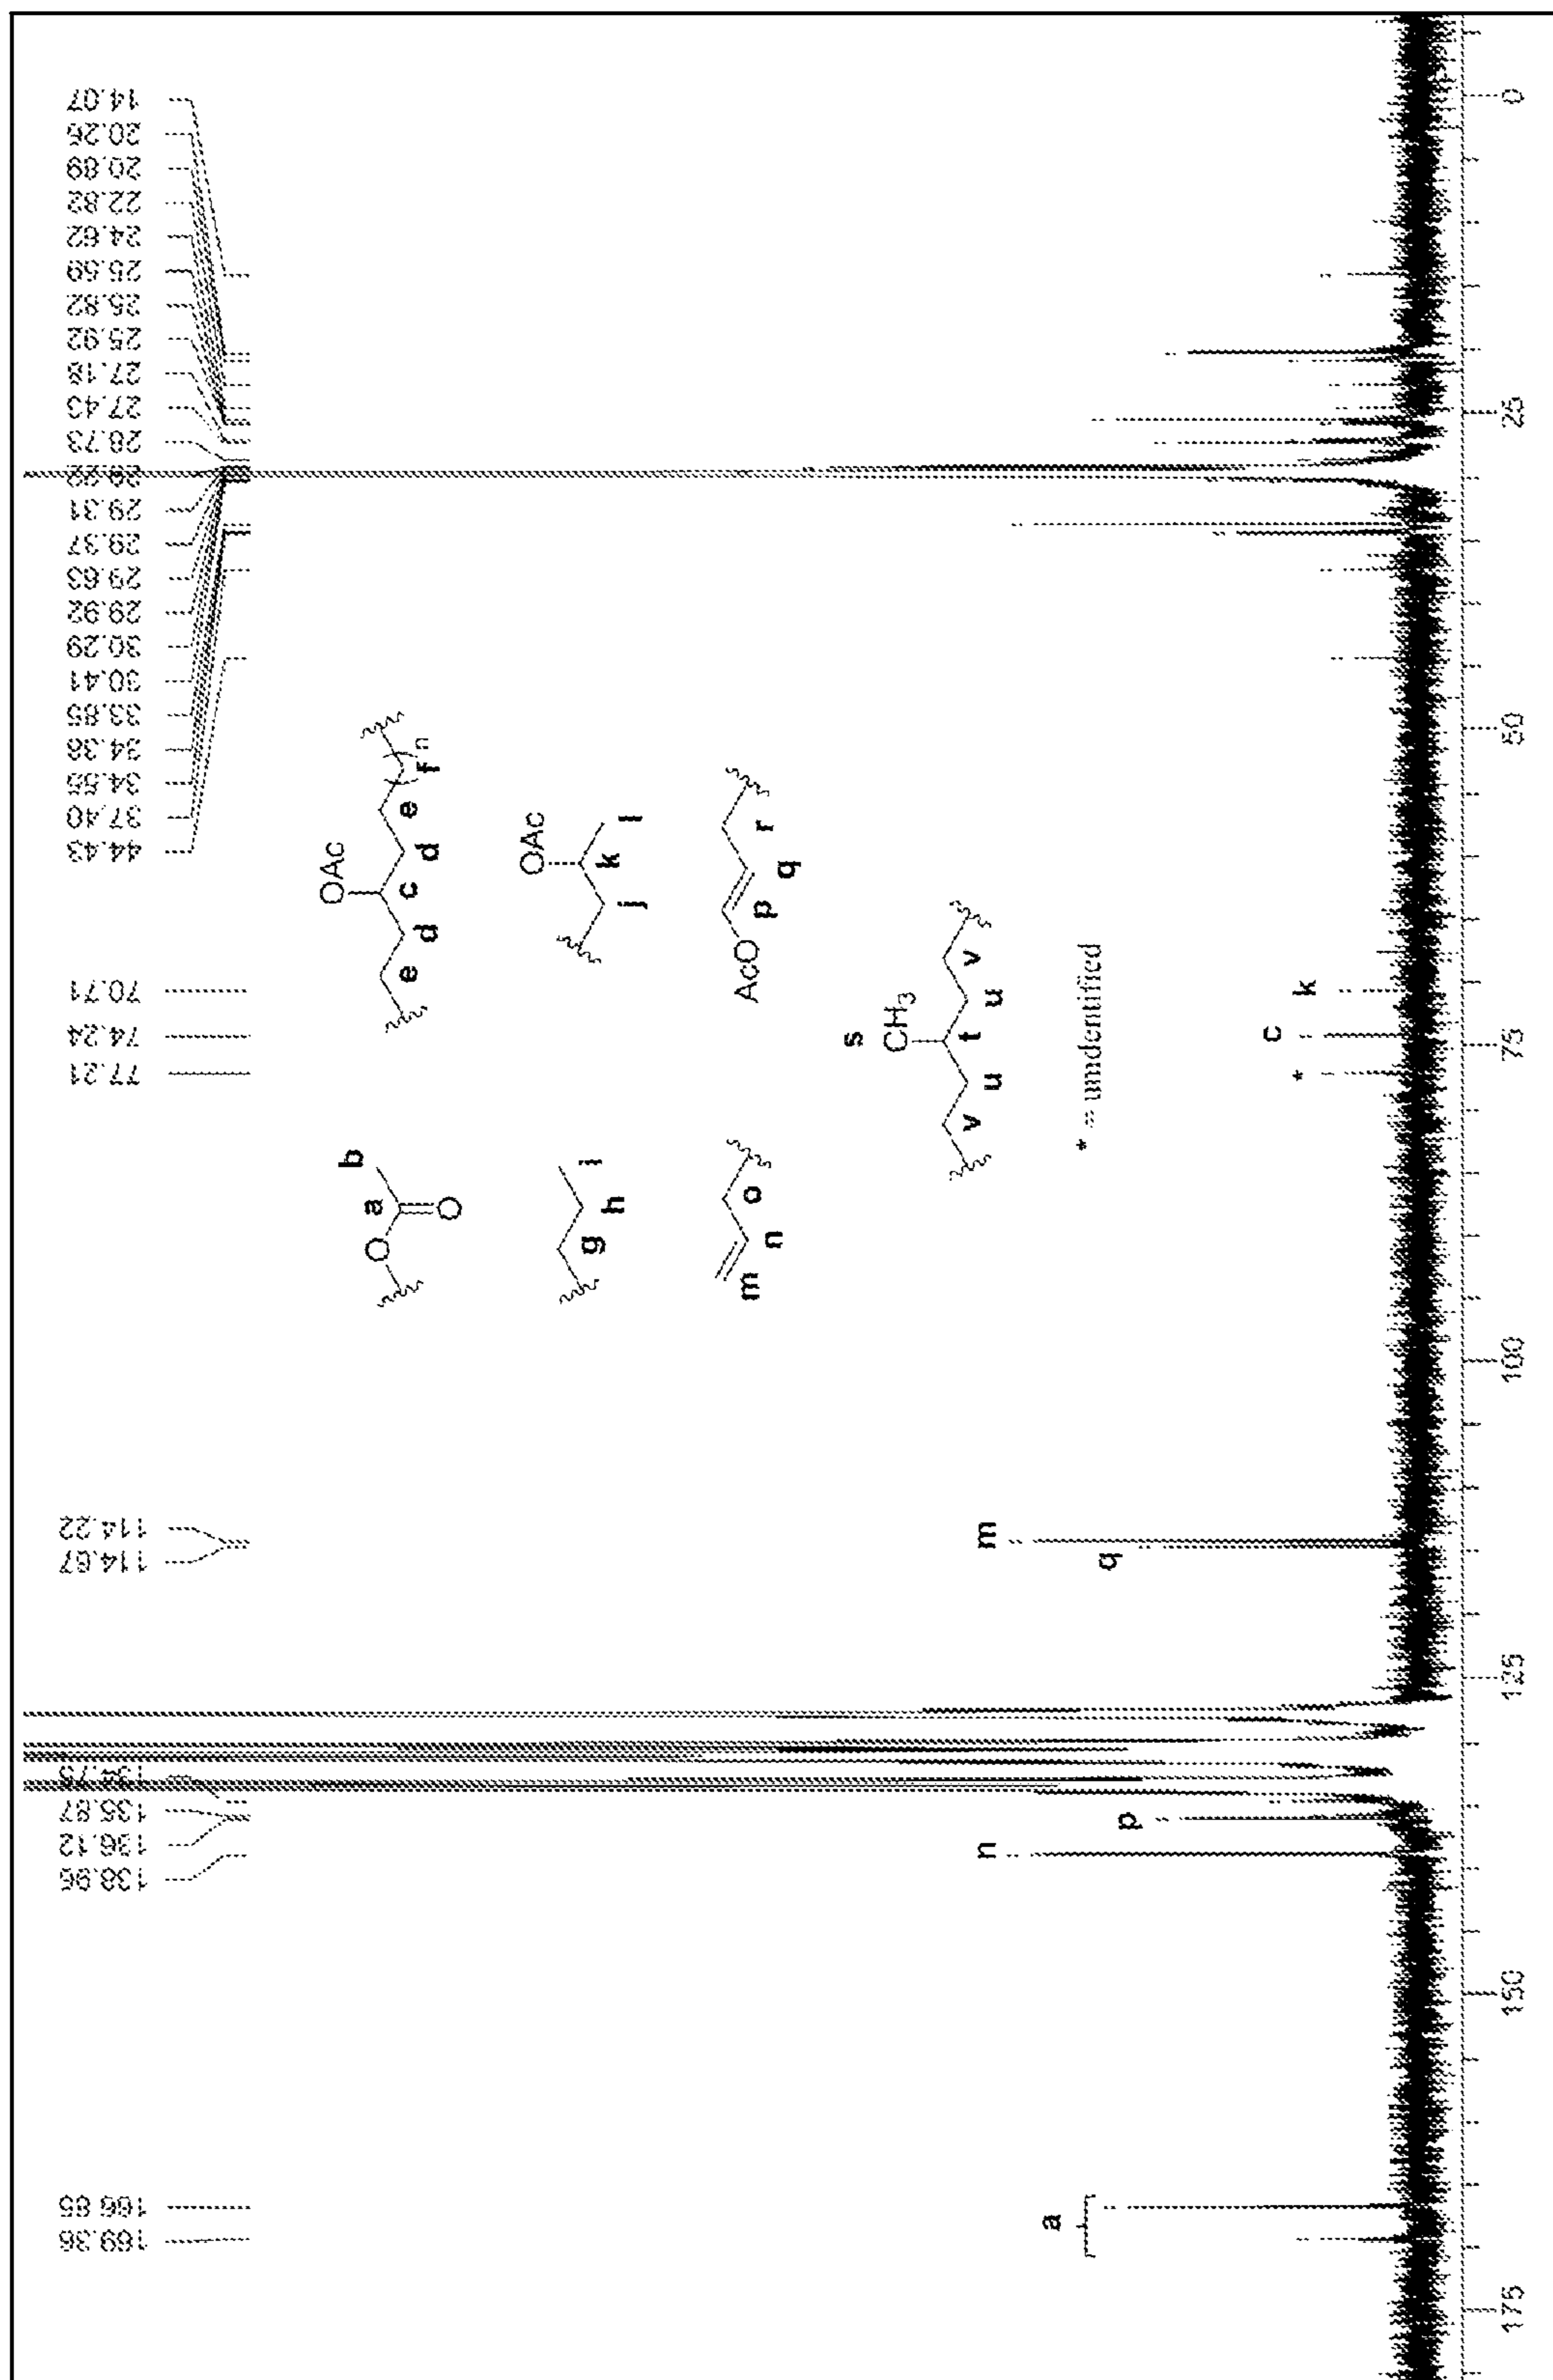 169.36
166.85
138.96
136.12
135.87
114.67
114.22
77.21
74.24
70.71
44.43
37.40
34.55
34.38
33.85
30.41
30.29
29.92
29.63
29.37
29.31
28.73
27.43
27.18
25.92
25.82
25.59
24.62
22.82
20.89
20.26
14.07
O a b
O
OAc
e d c d e f n
g h i
OAc
j k l
m n o
AcO p q r
s
CH3
v u t u v
* = unidentified
a
n
p
q
m
*
c
k
175 150 125 100 75 50 25 0